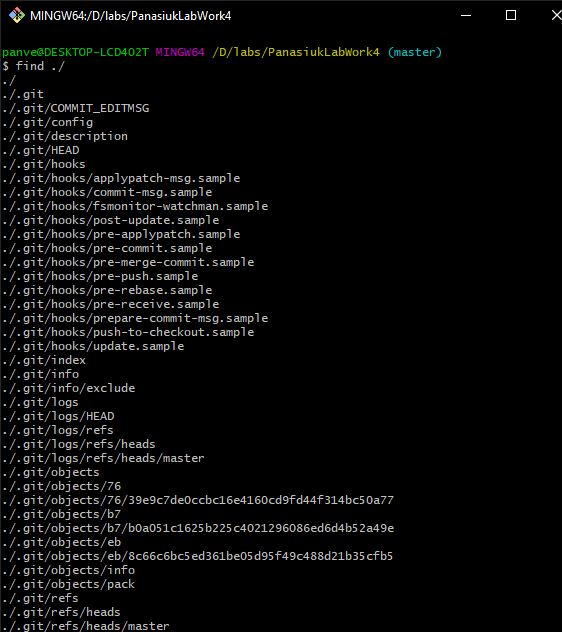 MINGW64:/D/labs/PanasiukLabWork4
panve@DESKTOP-LCD402T MINGW64 /D/labs/PanasiukLabWork4 (master)
$ find ./
./
./.git
./.git/COMMIT_EDITMSG
./.git/config
./.git/description
./.git/HEAD
./.git/hooks
./.git/hooks/applypatch-msg.sample
./.git/hooks/commit-msg.sample
./.git/hooks/fsmonitor-watchman.sample
./.git/hooks/post-update.sample
./.git/hooks/pre-applypatch.sample
./.git/hooks/pre-commit.sample
./.git/hooks/pre-merge-commit.sample
./.git/hooks/pre-push.sample
./.git/hooks/pre-rebase.sample
./.git/hooks/pre-receive.sample
./.git/hooks/prepare-commit-msg.sample
./.git/hooks/push-to-checkout.sample
./.git/hooks/update.sample
./.git/index
./.git/info
./.git/info/exclude
./.git/logs
./.git/logs/HEAD
./.git/logs/refs
./.git/logs/refs/heads
./.git/logs/refs/heads/master
./.git/objects
./.git/objects/76
./.git/objects/76/39e9c7de0ccbc16e4160cd9fd44f314bc50a77
./.git/objects/b7
./.git/objects/b7/b0a051c1625b225c4021296086ed6d4b52a49e
./.git/objects/eb
./.git/objects/eb/8c66c6bc5ed361be05d95f49c488d21b35cfb5
./.git/objects/info
./.git/objects/pack
./.git/refs
./.git/refs/heads
./.git/refs/heads/master